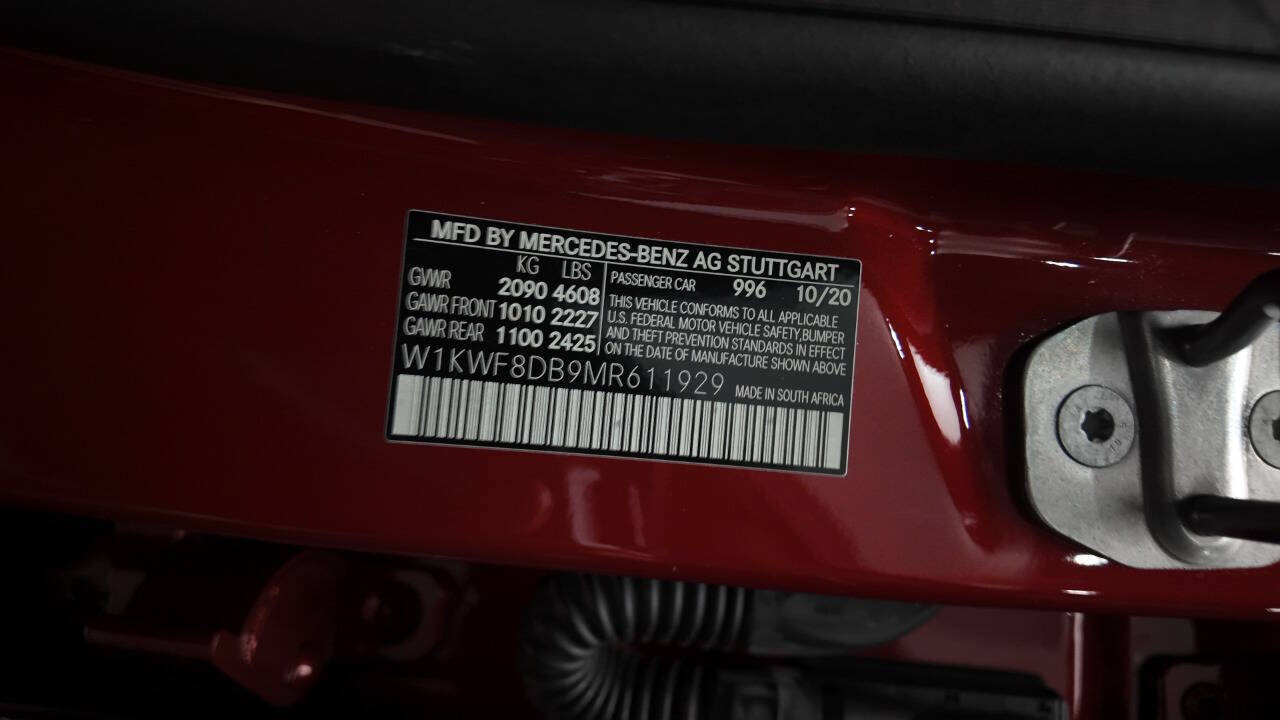 MFD BY MERCEDES-BENZ AG STUTTGART
KG LBS
GVWR 2090 4608
GAWR FRONT 1010 2227
GAWR REAR 1100 2425
PASSENGER CAR 996 10/20
THIS VEHICLE CONFORMS TO ALL APPLICABLE
U.S. FEDERAL MOTOR VEHICLE SAFETY,BUMPER
AND THEFT PREVENTION STANDARDS IN EFFECT
ON THE DATE OF MANUFACTURE SHOWN ABOVE
W1KWF8DB9MR611929 MADE IN SOUTH AFRICA